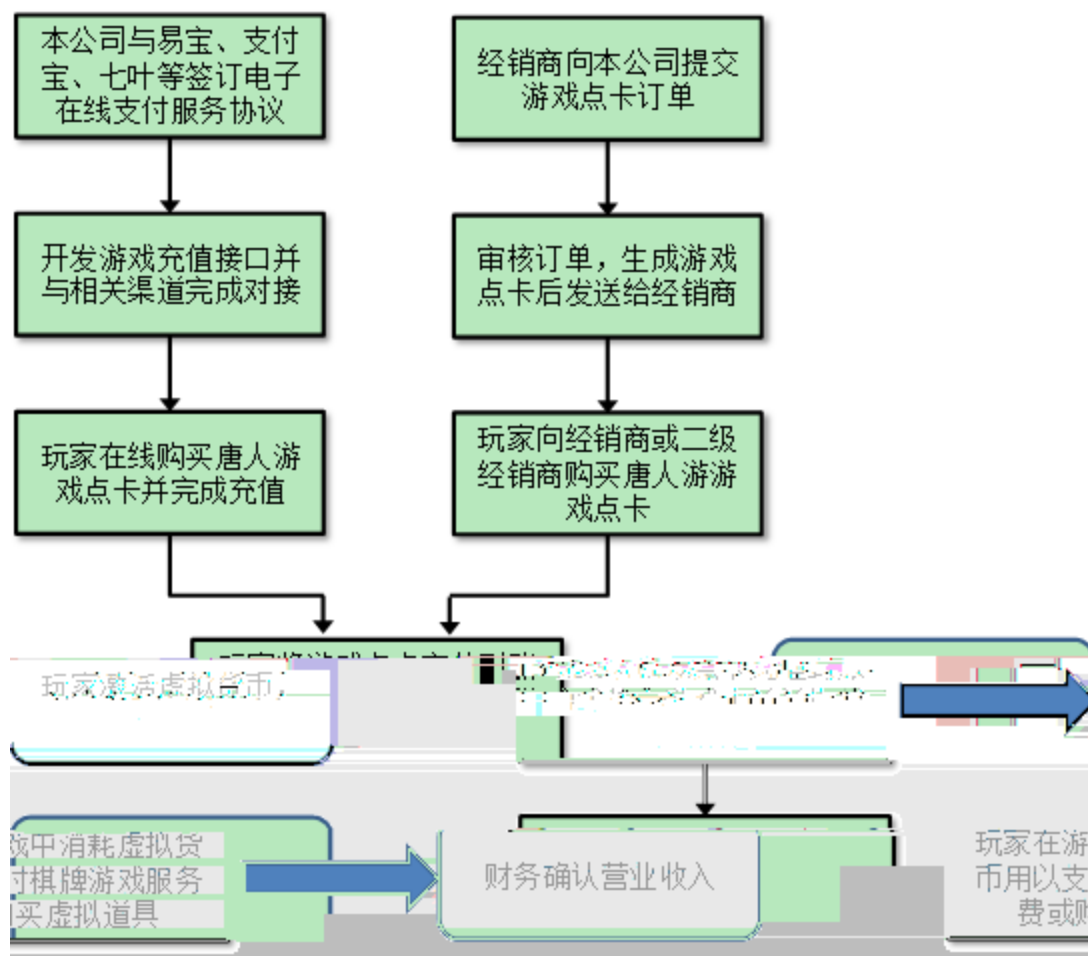 本公司与易宝、支付
宝、七叶等签订电子
在线支付服务协议
经销商向本公司提交
游戏点卡订单
开发游戏充值接口并
与相关渠道完成对接
审核订单，生成游戏
点卡后发送给经销商
玩家在线购买唐人游
戏点卡并完成充值
玩家向经销商或二级
经销商购买唐人游游
戏点卡
玩家激活虚拟货币，
戏中消耗虚拟货
付棋牌游戏服务
买虚拟道具
财务确认营业收入
玩家在游
币用以支
费或购